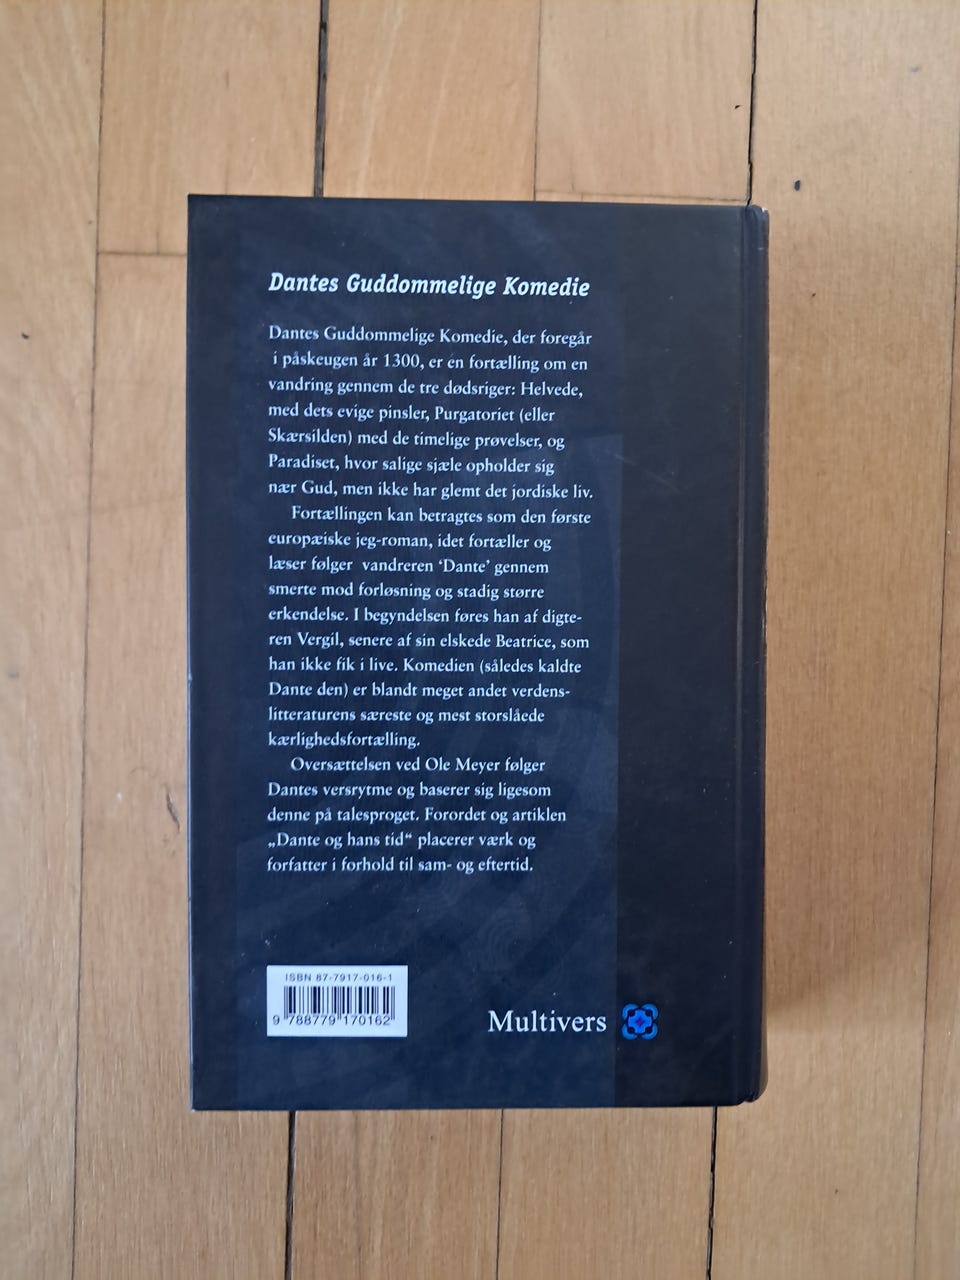 Dantes Guddommelige Komedie
Dantes Guddommelige Komedie, der foregår
i påskeugen år 1300, er en fortælling om en
vandring gennem de tre dødsriger: Helvede,
med dets evige pinsler, Purgatoriet (eller
Skærsilden) med de timelige prøvelser, og
Paradiset, hvor salige sjæle opholder sig
nær Gud, men ikke har glemt det jordiske liv.
Fortællingen kan betragtes som den første
europæiske jeg-roman, idet fortæller og
læser følger vandreren ‘Dante’ gennem
smerte mod forløsning og stadig større
erkendelse. I begyndelsen føres han af digte-
ren Vergil, senere af sin elskede Beatrice, som
han ikke fik i live. Komedien (således kaldte
Dante den) er blandt meget andet verdens-
litteraturens særeste og mest storslåede
kærlighedsfortælling.
Oversættelsen ved Ole Meyer følger
Dantes versrytme og baserer sig ligesom
denne på talesproget. Forordet og artiklen
„Dante og hans tid“ placerer værk og
forfatter i forhold til sam- og eftertid.
ISBN 87-7917-016-1
9 788779 170162
Multivers